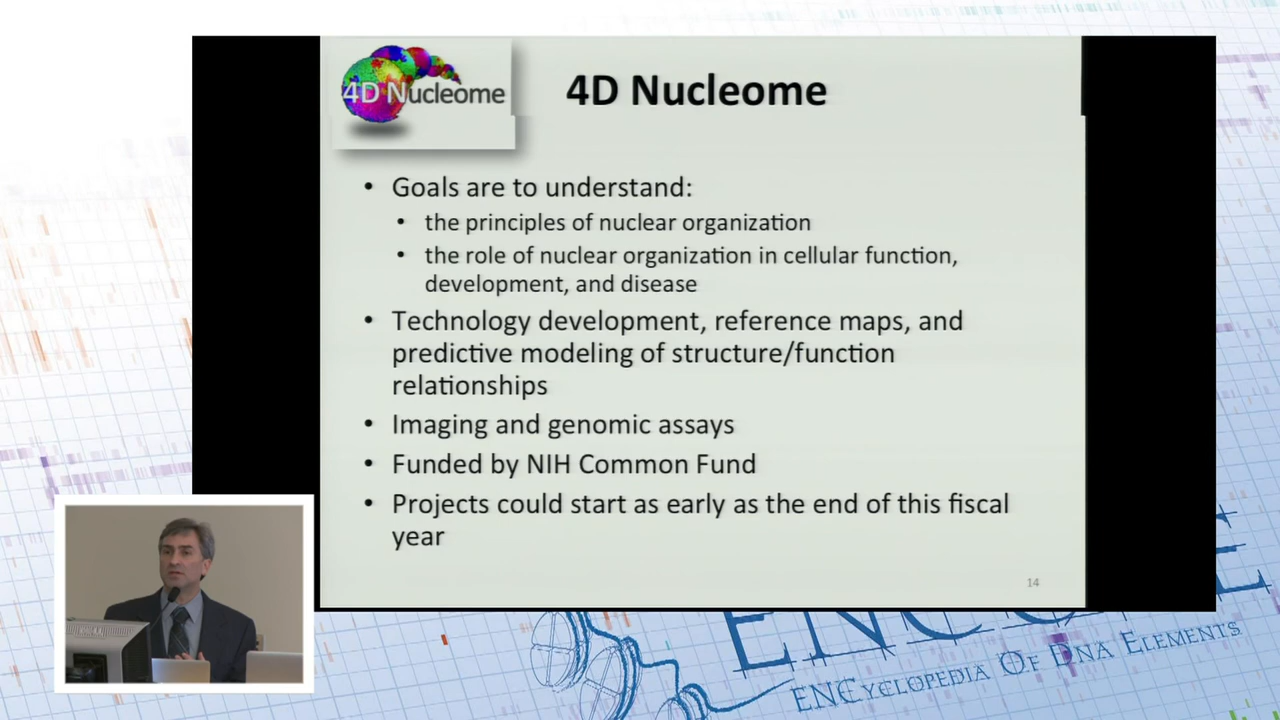 4D Nucleome
4D Nucleome
• Goals are to understand:
• the principles of nuclear organization
• the role of nuclear organization in cellular function,
development, and disease
• Technology development, reference maps, and
predictive modeling of structure/function
relationships
• Imaging and genomic assays
• Funded by NIH Common Fund
• Projects could start as early as the end of this fiscal
year
14
ENCODE
ENCYCLOPEDIA OF DNA ELEMENTS